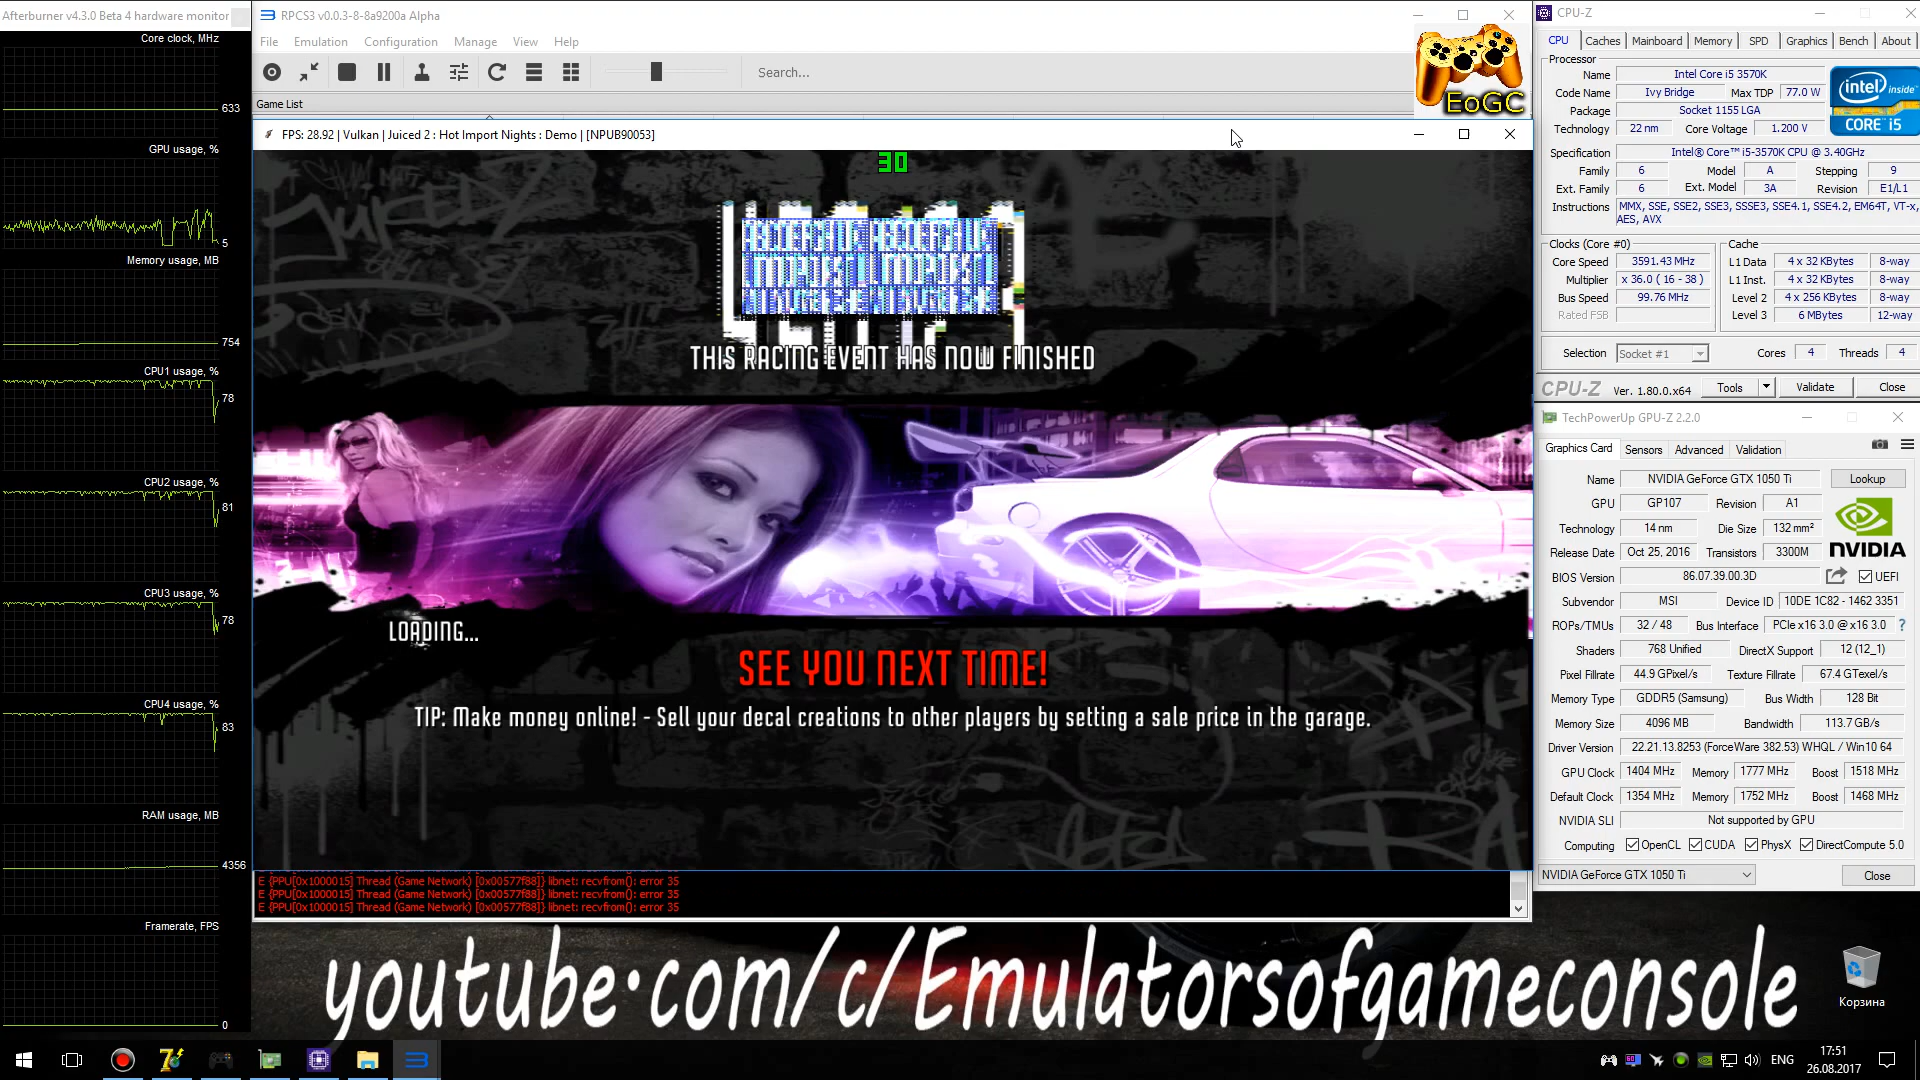 Afterburner v4.3.0 Beta 4 hardware monitor
Core clock, MHz
633
GPU usage, %
5
Memory usage, MB
754
CPU1 usage, %
78
CPU2 usage, %
81
CPU3 usage, %
78
CPU4 usage, %
83
RAM usage, MB
4356
Framerate, FPS
0
RPCS3 v0.0.3-8-8a9200a Alpha
File Emulation Configuration Manage View Help
Search...
EoGC
Game List
FPS: 28.92 | Vulkan | Juiced 2 : Hot Import Nights : Demo | [NPUB90053]
30
THIS RACING EVENT HAS NOW FINISHED
LOADING...
SEE YOU NEXT TIME!
TIP: Make money online! - Sell your decal creations to other players by setting a sale price in the garage.
E {PPU[0x1000015] Thread (Game Network) [0x00577f88]} libnet: recvfrom(): error 35
E {PPU[0x1000015] Thread (Game Network) [0x00577f88]} libnet: recvfrom(): error 35
E {PPU[0x1000015] Thread (Game Network) [0x00577f88]} libnet: recvfrom(): error 35
youtube.com/c/Emulatorsofgameconsole
CPU-Z
CPU Caches Mainboard Memory SPD Graphics Bench About
Processor
Name Intel Core i5 3570K
Code Name Ivy Bridge Max TDP 77.0 W
Package Socket 1155 LGA
Technology 22 nm Core Voltage 1.200 V
intel inside™
CORE i5
Specification Intel® Core™ i5-3570K CPU @ 3.40GHz
Family 6 Model A Stepping 9
Ext. Family 6 Ext. Model 3A Revision E1/L1
Instructions MMX, SSE, SSE2, SSE3, SSSE3, SSE4.1, SSE4.2, EM64T, VT-x,
AES, AVX
Clocks (Core #0) Cache
Core Speed 3591.43 MHz L1 Data 4 x 32 KBytes 8-way
Multiplier x 36.0 ( 16 - 38 ) L1 Inst. 4 x 32 KBytes 8-way
Bus Speed 99.76 MHz Level 2 4 x 256 KBytes 8-way
Rated FSB Level 3 6 MBytes 12-way
Selection Socket #1 Cores 4 Threads 4
CPU-Z Ver. 1.80.0.x64 Tools Validate Close
TechPowerUp GPU-Z 2.2.0
Graphics Card Sensors Advanced Validation
Name NVIDIA GeForce GTX 1050 Ti Lookup
GPU GP107 Revision A1
Technology 14 nm Die Size 132 mm²
Release Date Oct 25, 2016 Transistors 3300M
NVIDIA
BIOS Version 86.07.39.00.3D UEFI
Subvendor MSI Device ID 10DE 1C82 - 1462 3351
ROPs/TMUs 32 / 48 Bus Interface PCIe x16 3.0 @ x16 3.0 ?
Shaders 768 Unified DirectX Support 12 (12_1)
Pixel Fillrate 44.9 GPixel/s Texture Fillrate 67.4 GTexel/s
Memory Type GDDR5 (Samsung) Bus Width 128 Bit
Memory Size 4096 MB Bandwidth 113.7 GB/s
Driver Version 22.21.13.8253 (ForceWare 382.53) WHQL / Win10 64
GPU Clock 1404 MHz Memory 1777 MHz Boost 1518 MHz
Default Clock 1354 MHz Memory 1752 MHz Boost 1468 MHz
NVIDIA SLI Not supported by GPU
Computing OpenCL CUDA PhysX DirectCompute 5.0
NVIDIA GeForce GTX 1050 Ti Close
Корзина
ENG
17:51
26.08.2017